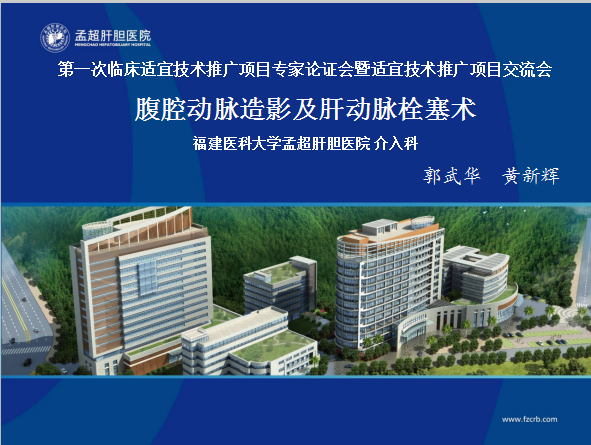 孟超肝胆医院
MENGCHAO HEPATOBILIARY HOSPITAL
第一次临床适宜技术推广项目专家论证会暨适宜技术推广项目交流会
腹腔动脉造影及肝动脉栓塞术
福建医科大学孟超肝胆医院 介入科
郭武华 黄新辉
www.fzcrb.com